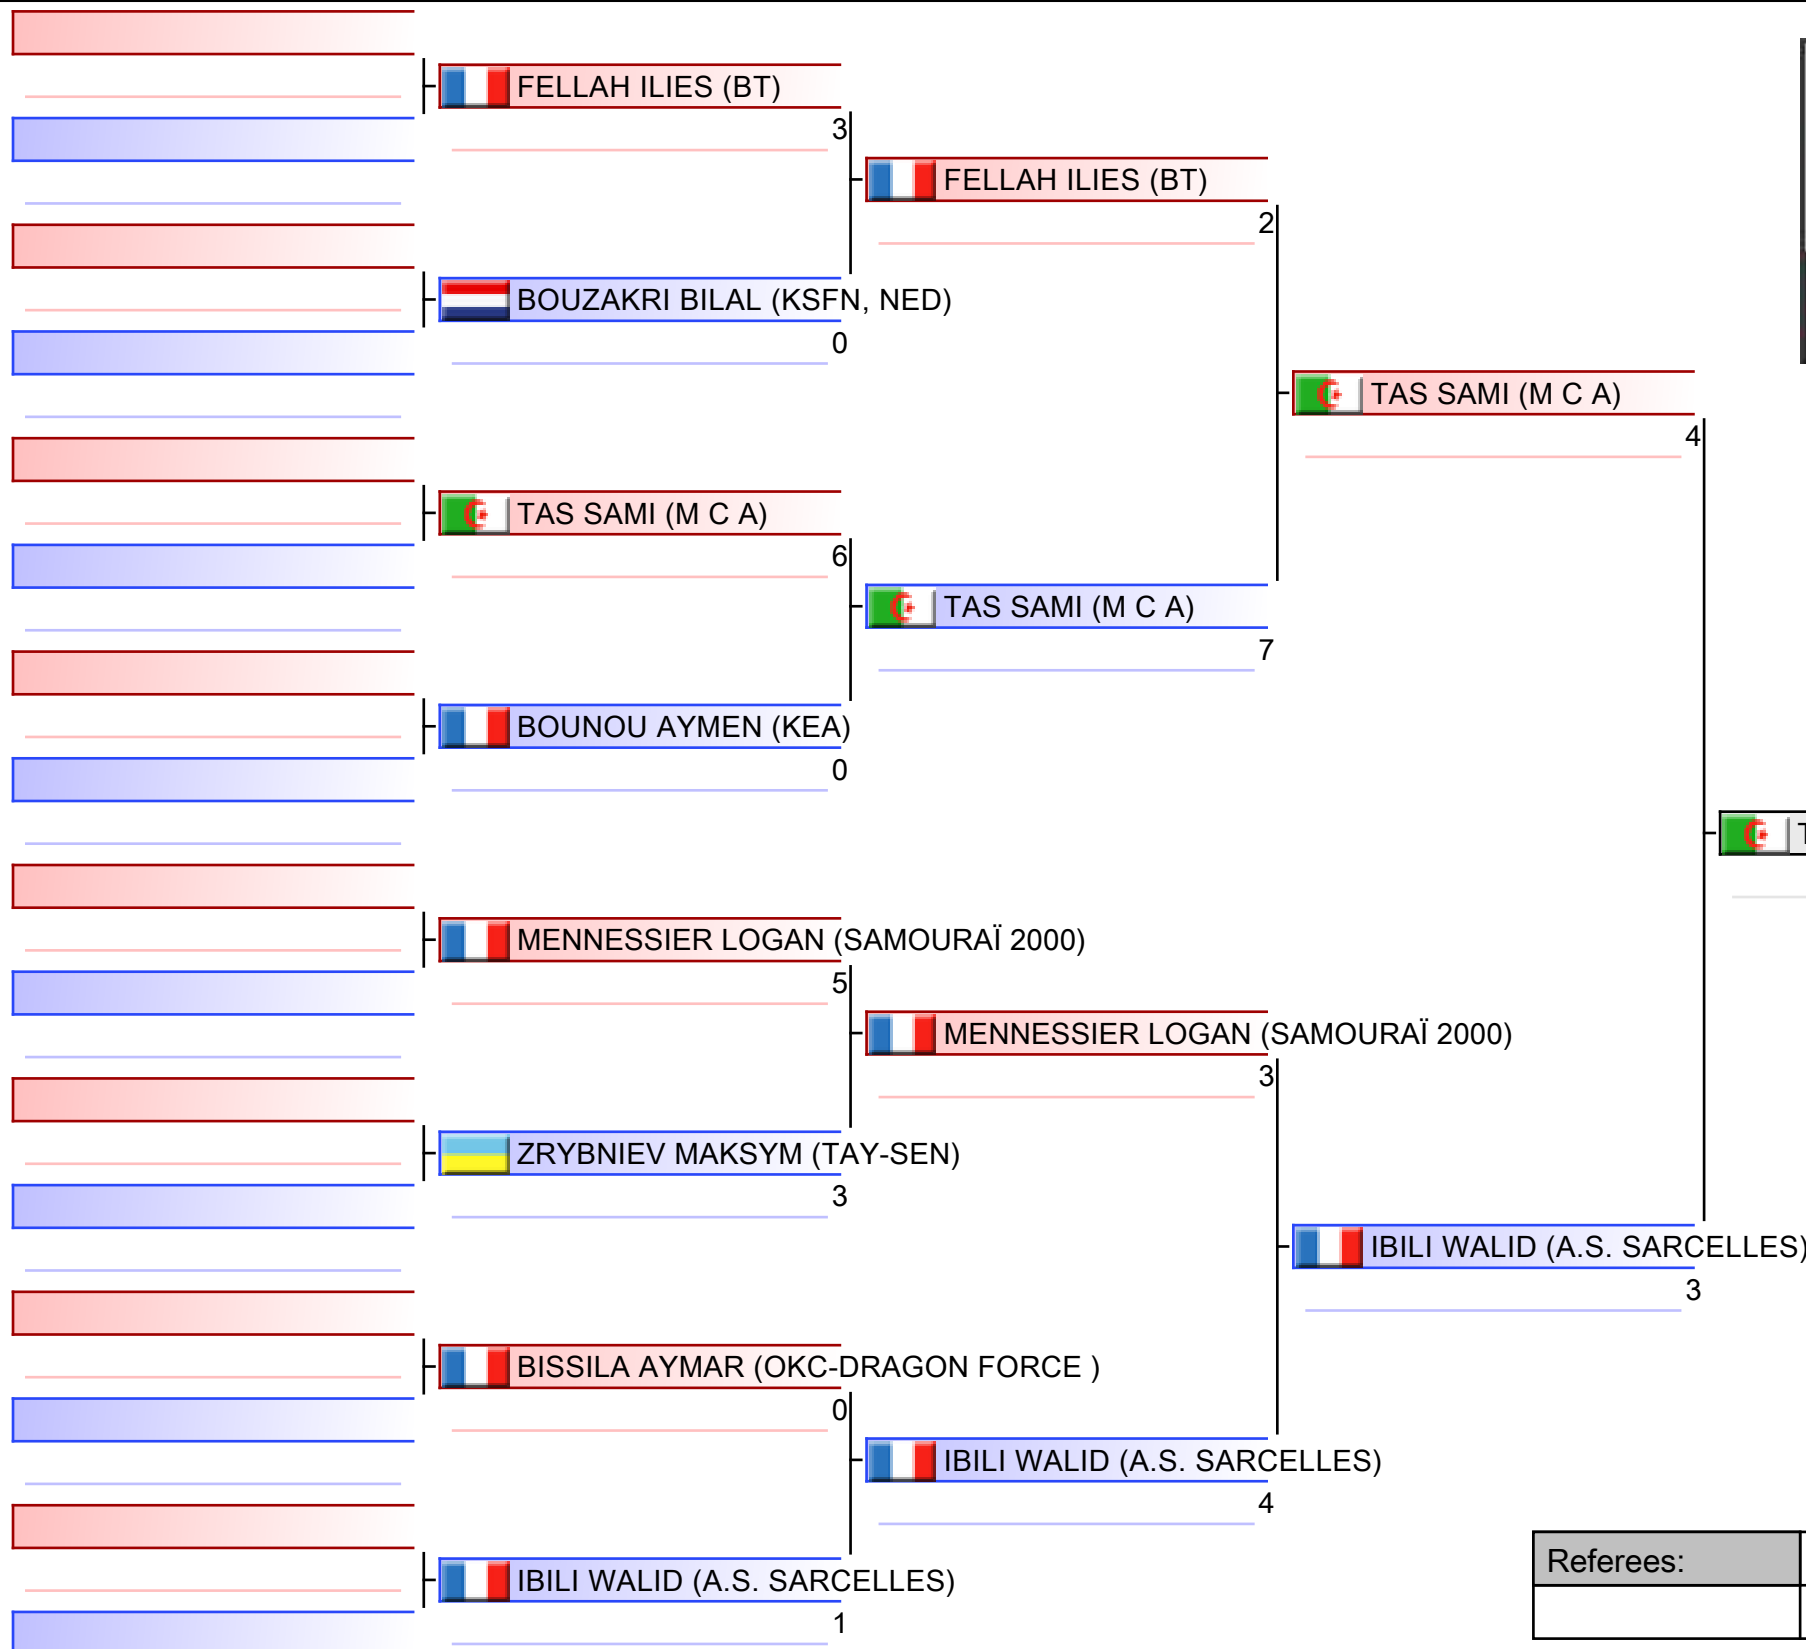 FELLAH ILIES (BT)
3
FELLAH ILIES (BT)
2
BOUZAKRI BILAL (KSFN, NED)
0
TAS SAMI (M C A)
4
TAS SAMI (M C A)
6
TAS SAMI (M C A)
7
BOUNOU AYMEN (KEA)
0
T
MENNESSIER LOGAN (SAMOURAÏ 2000)
5
MENNESSIER LOGAN (SAMOURAÏ 2000)
3
ZRYBNIEV MAKSYM (TAY-SEN)
3
IBILI WALID (A.S. SARCELLES)
3
BISSILA AYMAR (OKC-DRAGON FORCE )
0
IBILI WALID (A.S. SARCELLES)
4
IBILI WALID (A.S. SARCELLES)
1
Referees: